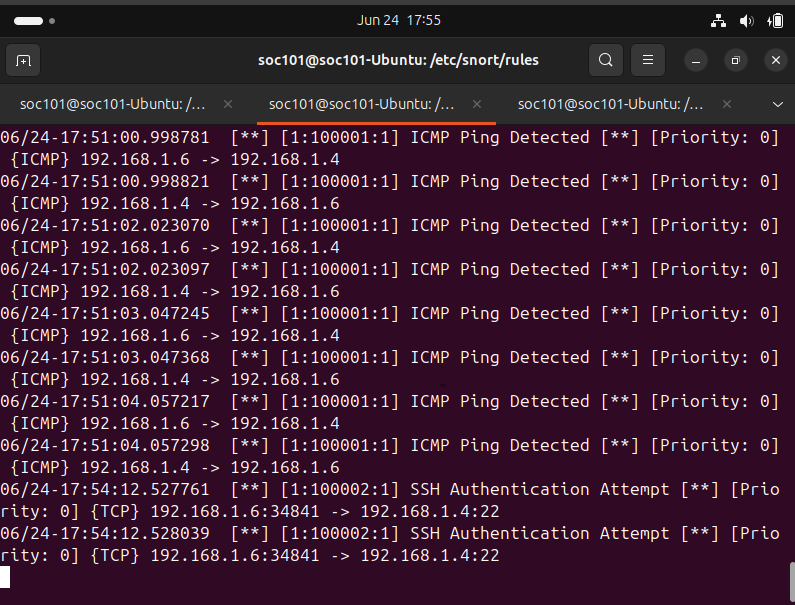 Jun 24 17:55
soc101@soc101-Ubuntu: /etc/snort/rules
soc101@soc101-Ubuntu: /... soc101@soc101-Ubuntu: /... soc101@soc101-Ubuntu: /...
06/24-17:51:00.998781  [**] [1:100001:1] ICMP Ping Detected [**] [Priority: 0]
 {ICMP} 192.168.1.6 -> 192.168.1.4
06/24-17:51:00.998821  [**] [1:100001:1] ICMP Ping Detected [**] [Priority: 0]
 {ICMP} 192.168.1.4 -> 192.168.1.6
06/24-17:51:02.023070  [**] [1:100001:1] ICMP Ping Detected [**] [Priority: 0]
 {ICMP} 192.168.1.6 -> 192.168.1.4
06/24-17:51:02.023097  [**] [1:100001:1] ICMP Ping Detected [**] [Priority: 0]
 {ICMP} 192.168.1.4 -> 192.168.1.6
06/24-17:51:03.047245  [**] [1:100001:1] ICMP Ping Detected [**] [Priority: 0]
 {ICMP} 192.168.1.6 -> 192.168.1.4
06/24-17:51:03.047368  [**] [1:100001:1] ICMP Ping Detected [**] [Priority: 0]
 {ICMP} 192.168.1.4 -> 192.168.1.6
06/24-17:51:04.057217  [**] [1:100001:1] ICMP Ping Detected [**] [Priority: 0]
 {ICMP} 192.168.1.6 -> 192.168.1.4
06/24-17:51:04.057298  [**] [1:100001:1] ICMP Ping Detected [**] [Priority: 0]
 {ICMP} 192.168.1.4 -> 192.168.1.6
06/24-17:54:12.527761  [**] [1:100002:1] SSH Authentication Attempt [**] [Prio
rity: 0] {TCP} 192.168.1.6:34841 -> 192.168.1.4:22
06/24-17:54:12.528039  [**] [1:100002:1] SSH Authentication Attempt [**] [Prio
rity: 0] {TCP} 192.168.1.6:34841 -> 192.168.1.4:22